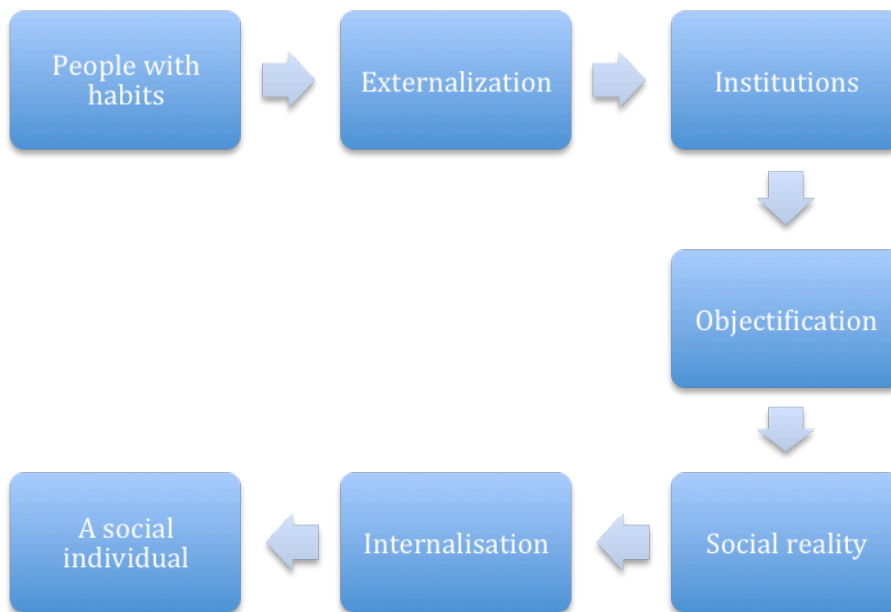 People with
habits
Externalization
Institutions
Objectification
Social reality
Internalisation
A social
individual